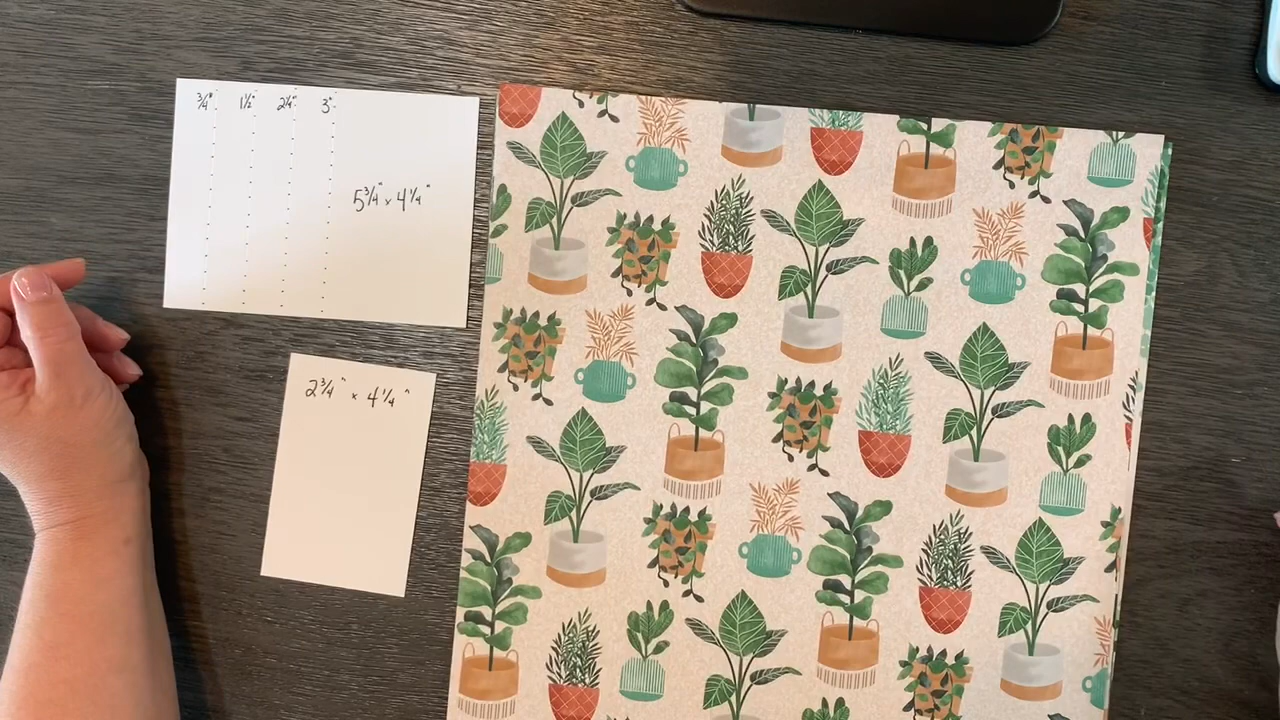 3/4" 1 1/2" 2 1/4" 3"
5 3/4" x 4 1/4"
2 3/4" x 4 1/4"